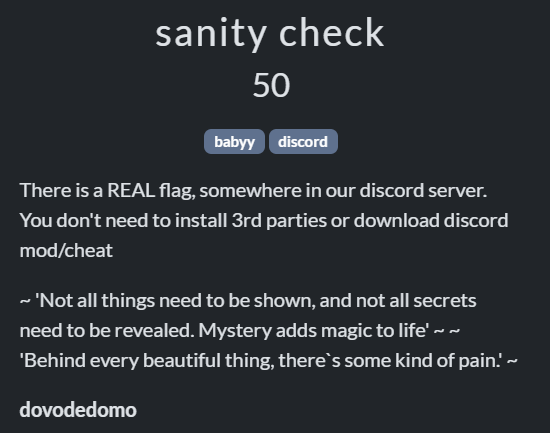 sanity check
50
babyy discord
There is a REAL flag, somewhere in our discord server.
You don't need to install 3rd parties or download discord
mod/cheat
~ 'Not all things need to be shown, and not all secrets
need to be revealed. Mystery adds magic to life' ~ ~
'Behind every beautiful thing, there`s some kind of pain.' ~
dovodedomo